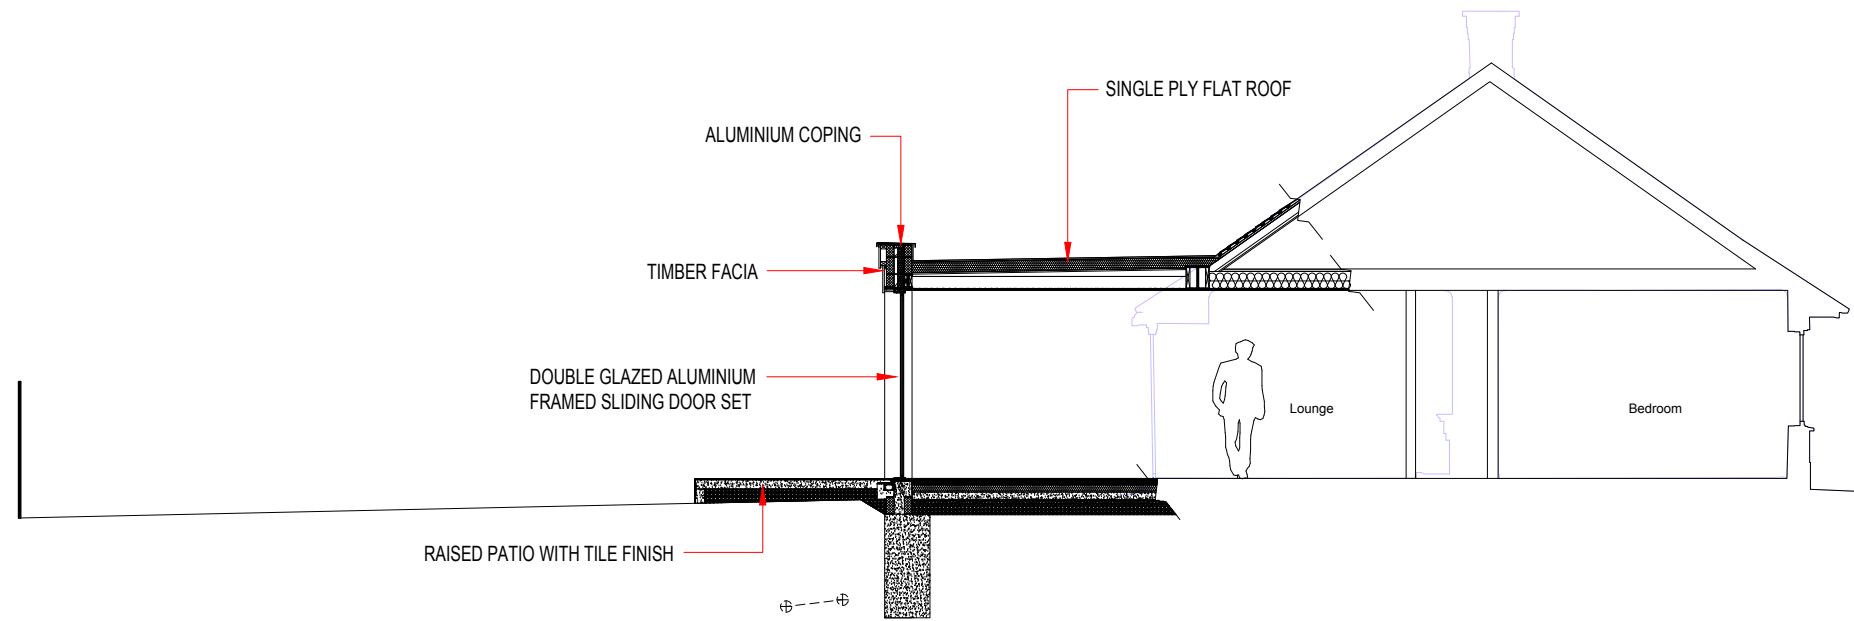 SINGLE PLY FLAT ROOF
ALUMINIUM COPING
TIMBER FACIA
DOUBLE GLAZED ALUMINIUM
FRAMED SLIDING DOOR SET
Lounge
Bedroom
RAISED PATIO WITH TILE FINISH